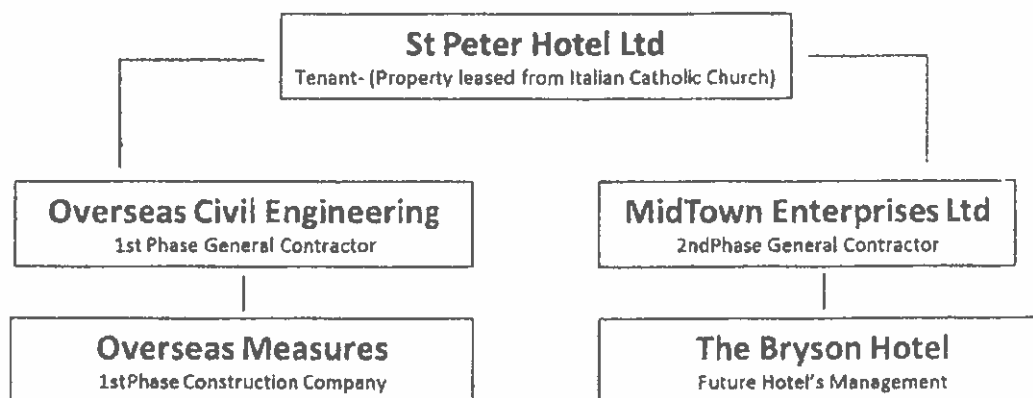 St Peter Hotel Ltd
Tenant- (Property leased from Italian Catholic Church)
Overseas Civil Engineering
1st Phase General Contractor
MidTown Enterprises Ltd
2ndPhase General Contractor
Overseas Measures
1stPhase Construction Company
The Bryson Hotel
Future Hotel's Management